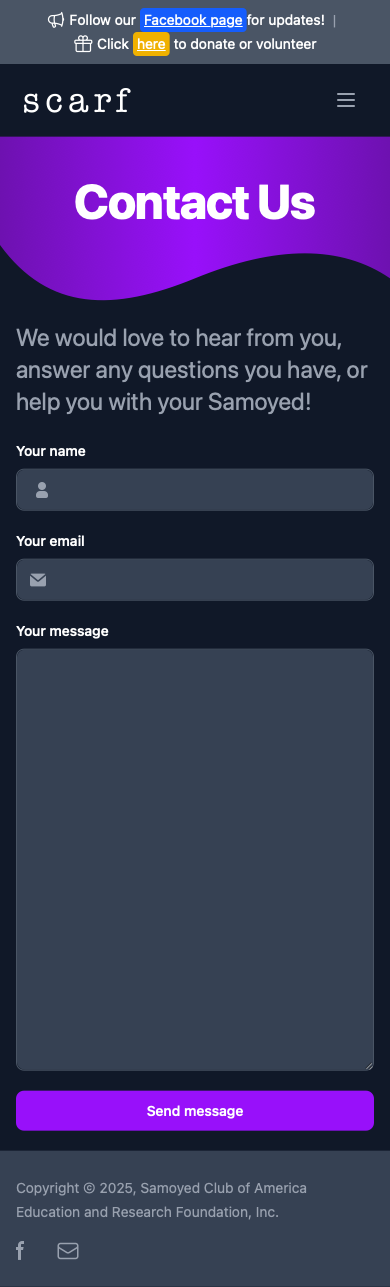 Follow our Facebook page for updates! |
Click here to donate or volunteer
scarf
Contact Us
We would love to hear from you,
answer any questions you have, or
help you with your Samoyed!
Your name
Your email
Your message
Send message
Copyright © 2025, Samoyed Club of America
Education and Research Foundation, Inc.